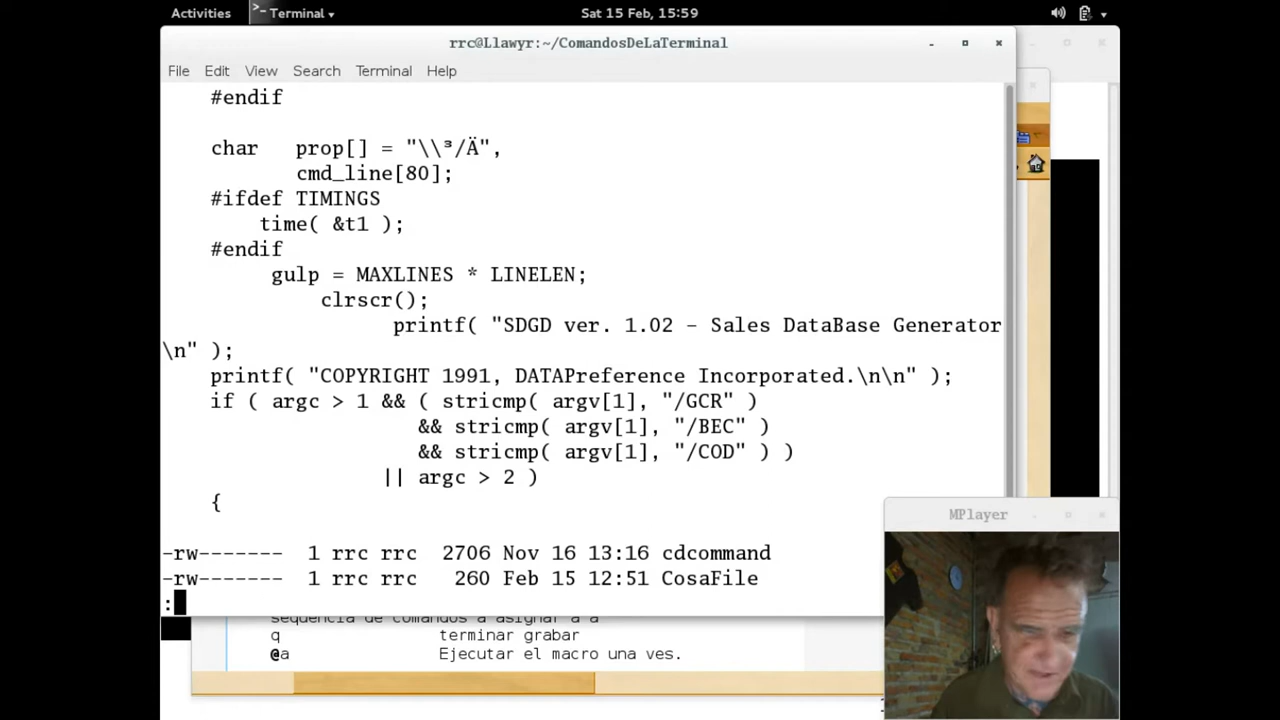 Activities Terminal Sat 15 Feb, 15:59
rrc@Llawyr:~/ComandosDeLaTerminal
File Edit View Search Terminal Help
#endif
char prop[] = "\\³/Ä",
cmd_line[80];
#ifdef TIMINGS
time( &t1 );
#endif
gulp = MAXLINES * LINELEN;
clrscr();
printf( "SDGD ver. 1.02 - Sales DataBase Generator
\n" );
printf( "COPYRIGHT 1991, DATAPreference Incorporated.\n\n" );
if ( argc > 1 && ( stricmp( argv[1], "/GCR" )
&& stricmp( argv[1], "/BEC" )
&& stricmp( argv[1], "/COD" ) )
|| argc > 2 )
{
-rw------- 1 rrc rrc 2706 Nov 16 13:16 cdcommand
-rw------- 1 rrc rrc 260 Feb 15 12:51 CosaFile
:
MPlayer
sequencia de comandos a asignar a a
q terminar grabar
@a Ejecutar el macro una ves.